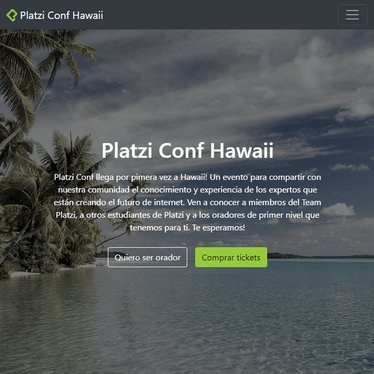 Platzi Conf Hawaii
Platzi Conf Hawaii
Platzi Conf llega por pimera vez a Hawaii! Un evento para compartir con
nuestra comunidad el conocimiento y experiencia de los expertos que
están creando el futuro de internet. Ven a conocer a miembros del Team
Platzi, a otros estudiantes de Platzi y a los oradores de primer nivel que
tenemos para ti. Te esperamos!
Quiero ser orador
Comprar tickets